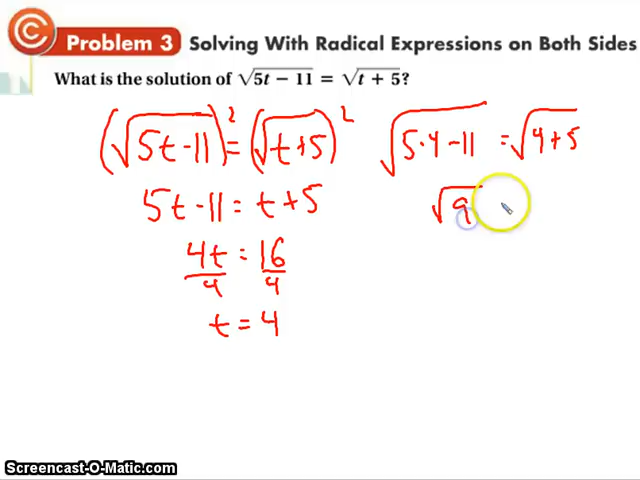 C Problem 3 Solving With Radical Expressions on Both Sides
What is the solution of √5t − 11 = √t + 5?
(√5t-11)² = (√t+5)²
5t-11 = t+5
4t = 16
4 4
t = 4
√5·4-11 = √4+5
√9
Screencast-O-Matic.com